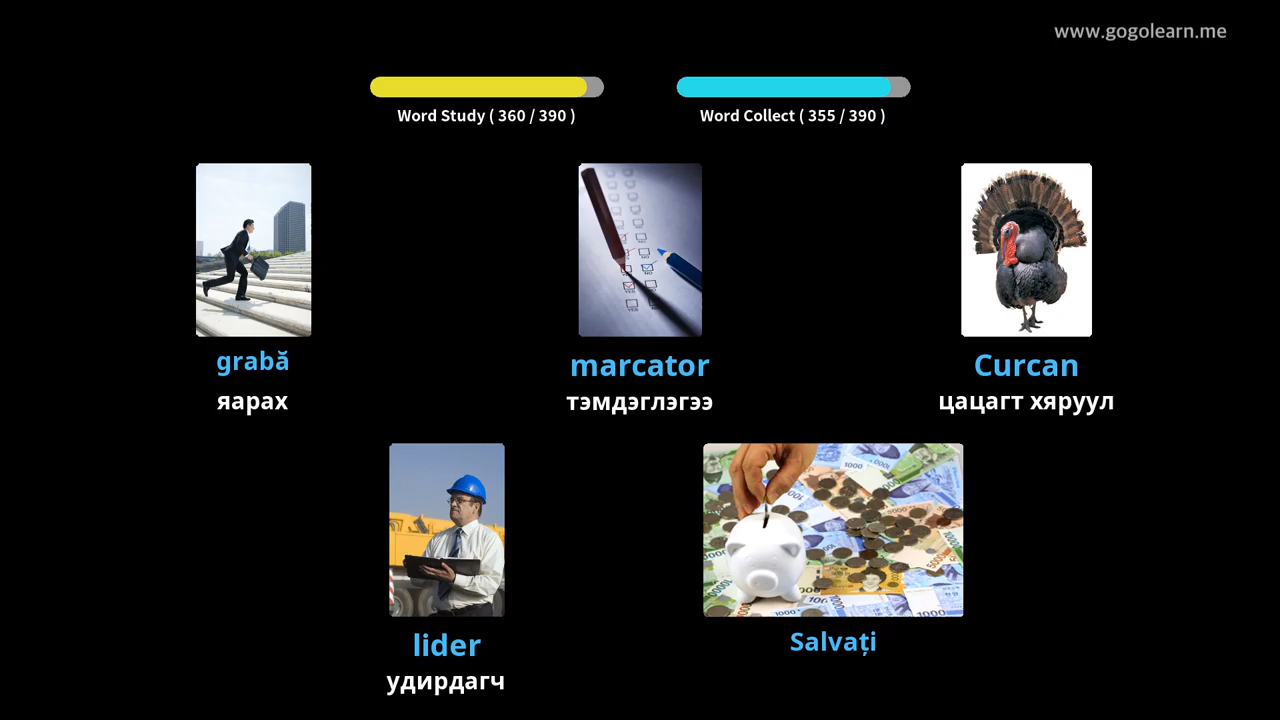 www.gogolearn.me
Word Study ( 360 / 390 )
Word Collect ( 355 / 390 )
grabă
яарах
marcator
тэмдэглэгээ
Curcan
цацагт хяруул
lider
удирдагч
Salvați